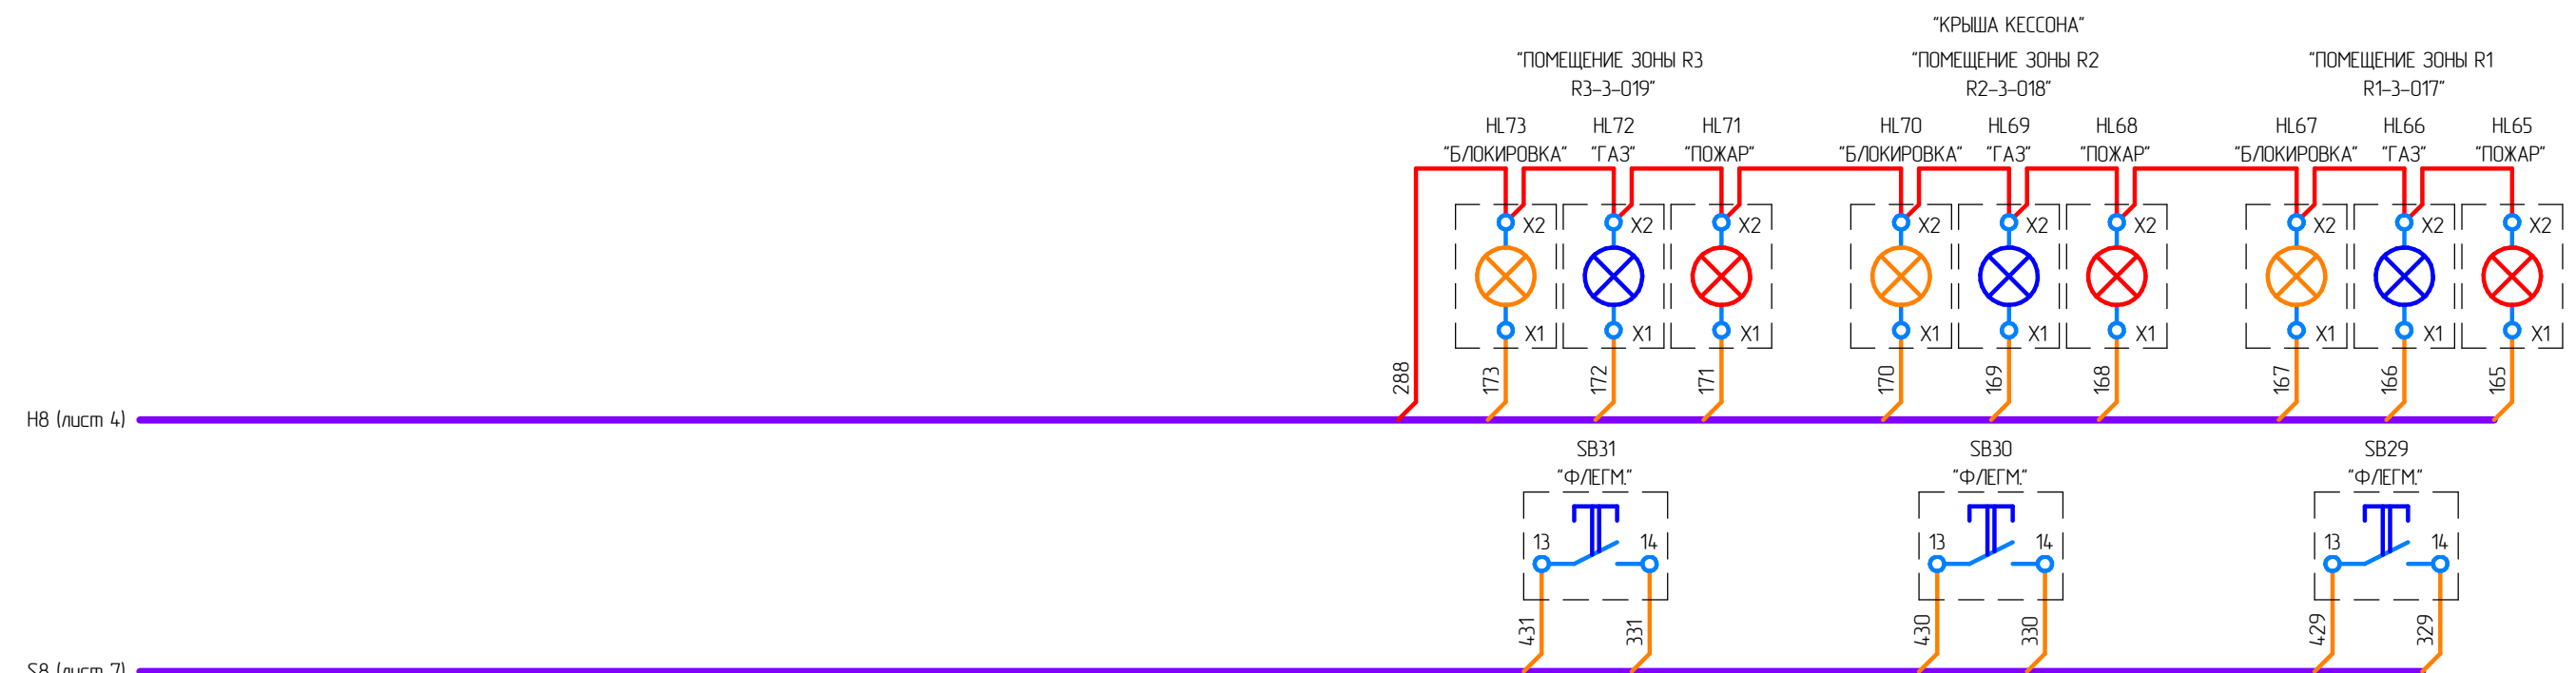 "КРЫША КЕССОНА"
"ПОМЕЩЕНИЕ ЗОНЫ R3
R3-3-019"
"ПОМЕЩЕНИЕ ЗОНЫ R2
R2-3-018"
"ПОМЕЩЕНИЕ ЗОНЫ R1
R1-3-017"
HL73 HL72 HL71 HL70 HL69 HL68 HL67 HL66 HL65
"БЛОКИРОВКА" "ГАЗ" "ПОЖАР" "БЛОКИРОВКА" "ГАЗ" "ПОЖАР" "БЛОКИРОВКА" "ГАЗ" "ПОЖАР"
X2 X2 X2 X2 X2 X2 X2 X2 X2
X1 X1 X1 X1 X1 X1 X1 X1 X1
288 173 172 171 170 169 168 167 166 165
H8 (лист 4)
SB31 SB30 SB29
"ФЛЕГМ." "ФЛЕГМ." "ФЛЕГМ."
13 14 13 14 13 14
431 331 430 330 429 329
S8 (лист 7)